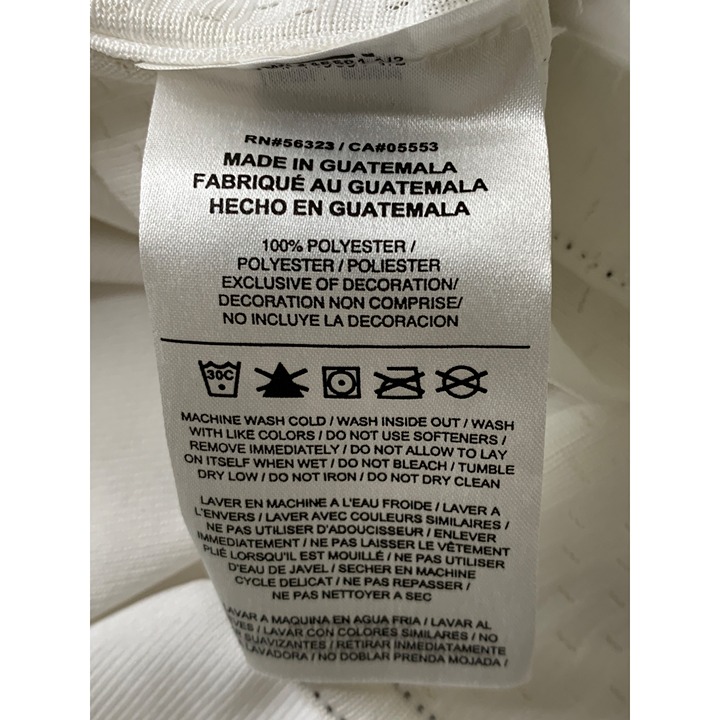 RN#56323 / CA#05553
MADE IN GUATEMALA
FABRIQUÉ AU GUATEMALA
HECHO EN GUATEMALA
100% POLYESTER /
POLYESTER / POLIESTER
EXCLUSIVE OF DECORATION/
DECORATION NON COMPRISE/
NO INCLUYE LA DECORACION
30C
MACHINE WASH COLD / WASH INSIDE OUT / WASH
WITH LIKE COLORS / DO NOT USE SOFTENERS /
REMOVE IMMEDIATELY / DO NOT ALLOW TO LAY
ON ITSELF WHEN WET / DO NOT BLEACH / TUMBLE
DRY LOW / DO NOT IRON / DO NOT DRY CLEAN
LAVER EN MACHINE A L'EAU FROIDE / LAVER A
L'ENVERS / LAVER AVEC COULEURS SIMILAIRES /
NE PAS UTILISER D'ADOUCISSEUR / ENLEVER
IMMEDIATEMENT / NE PAS LAISSER LE VÊTEMENT
PLIÉ LORSQU'IL EST MOUILLÉ / NE PAS UTILISER
D'EAU DE JAVEL / SECHER EN MACHINE
CYCLE DELICAT / NE PAS REPASSER /
NE PAS NETTOYER A SEC
LAVAR A MAQUINA EN AGUA FRIA / LAVAR AL
/ LAVAR CON COLORES SIMILARES / NO
SUAVIZANTES / RETIRAR INMEDIATAMENTE
LAVADORA / NO DOBLAR PRENDA MOJADA /